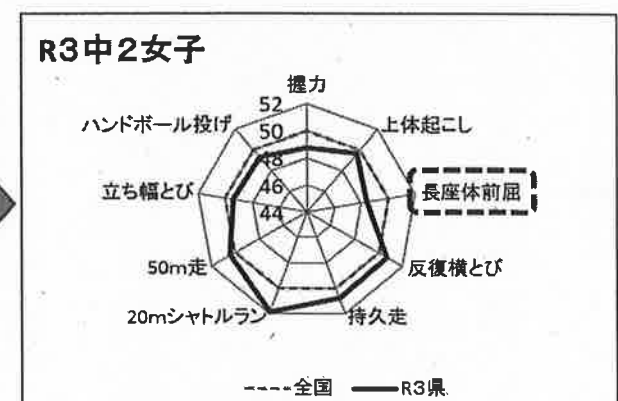 R3中2女子
握力
上体起こし
長座体前屈
反復横とび
持久走
20mシャトルラン
50m走
立ち幅とび
ハンドボール投げ
52
50
48
46
44
全国
R3県